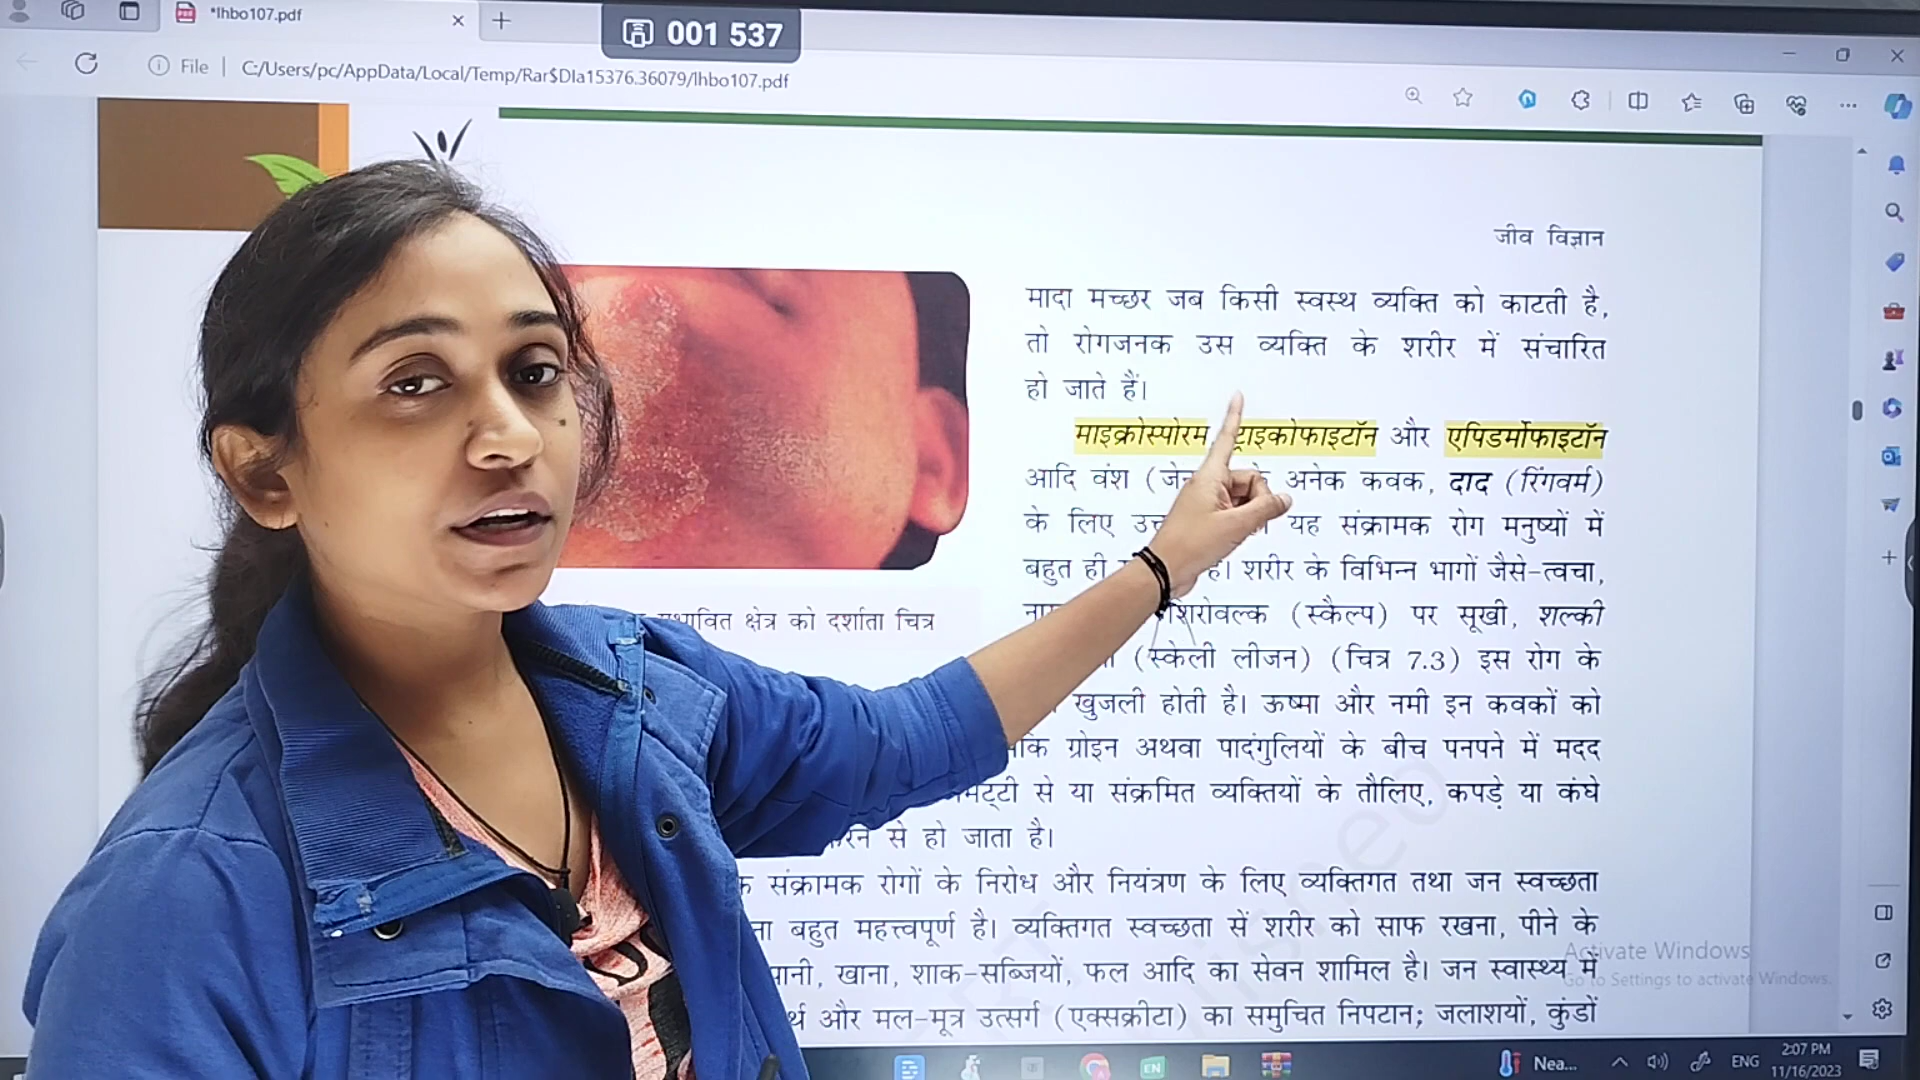 *lhbo107.pdf
001 537
File | C:/Users/pc/AppData/Local/Temp/Rar$DIa15376.36079/lhbo107.pdf
जीव विज्ञान
मादा मच्छर जब किसी स्वस्थ व्यक्ति को काटती है,
तो रोगजनक उस व्यक्ति के शरीर में संचारित
हो जाते हैं।
माइक्रोस्पोरम ट्राइकोफाइटॉन और एपिडर्मोफाइटॉन
आदि वंश अनेक कवक, दाद (रिंगवर्म)
के लिए यह संक्रामक रोग मनुष्यों में
बहुत ही है। शरीर के विभिन्न भागों जैसे-त्वचा,
शिरोवल्क (स्कैल्प) पर सूखी, शल्की
(स्केली लीजन) (चित्र 7.3) इस रोग के
खुजली होती है। ऊष्मा और नमी इन कवकों को
ग्रोइन अथवा पादंगुलियों के बीच पनपने में मदद
से या संक्रमित व्यक्तियों के तौलिए, कपड़े या कंघे
से हो जाता है।
क्षेत्र को दर्शाता चित्र
संक्रामक रोगों के निरोध और नियंत्रण के लिए व्यक्तिगत तथा जन स्वच्छता
बहुत महत्त्वपूर्ण है। व्यक्तिगत स्वच्छता सें शरीर को साफ रखना, पीने के
पानी, खाना, शाक-सब्जियों, फल आदि का सेवन शामिल है। जन स्वास्थ्य में
और मल-मूत्र उत्सर्ग (एक्सक्रीटा) का समुचित निपटान; जलाशयों, कुंडों
Activate Windows
Go to Settings to activate Windows.
EN
Nea...
ENG
2:07 PM
11/16/2023